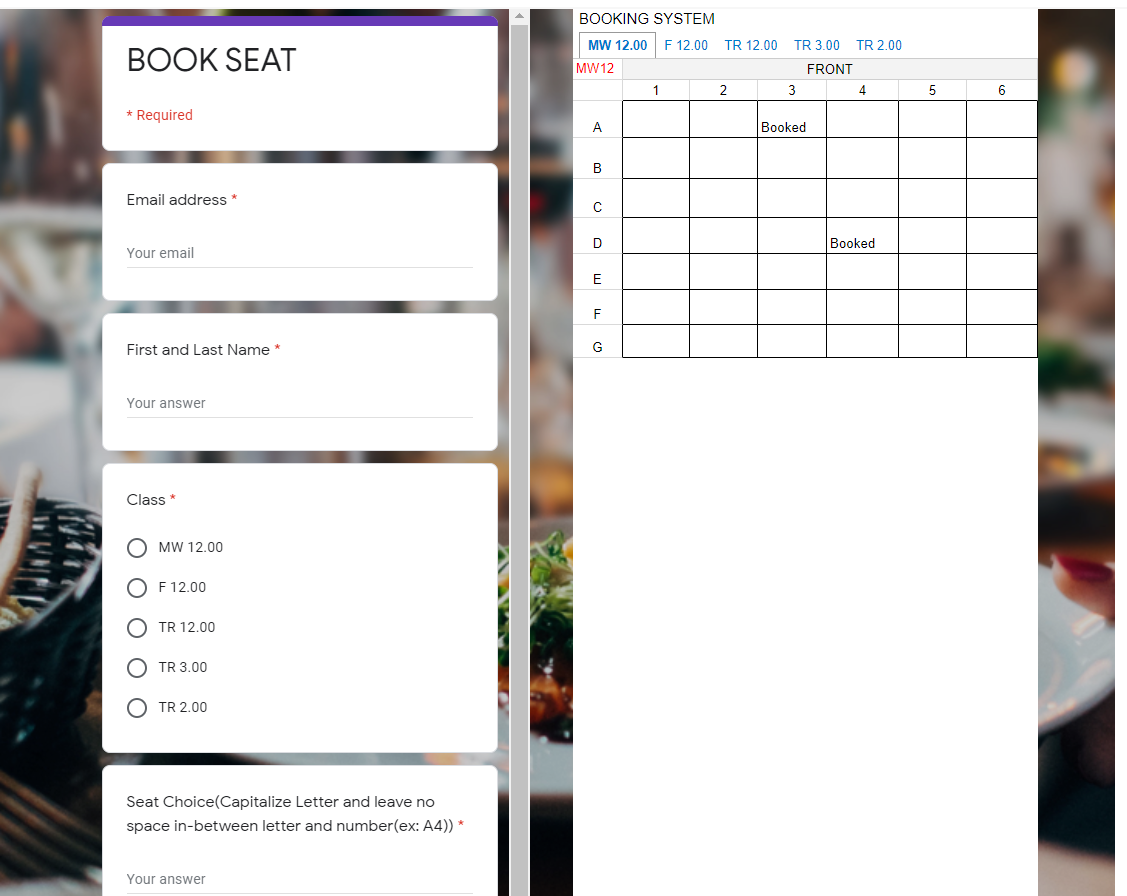 BOOK SEAT
* Required
Email address *
Your email
First and Last Name *
Your answer
Class *
MW 12.00
F 12.00
TR 12.00
TR 3.00
TR 2.00
Seat Choice(Capitalize Letter and leave no
space in-between letter and number(ex: A4)) *
Your answer
BOOKING SYSTEM
MW 12.00 F 12.00 TR 12.00 TR 3.00 TR 2.00
MW12 FRONT
1 2 3 4 5 6
A Booked
B
C
D Booked
E
F
G